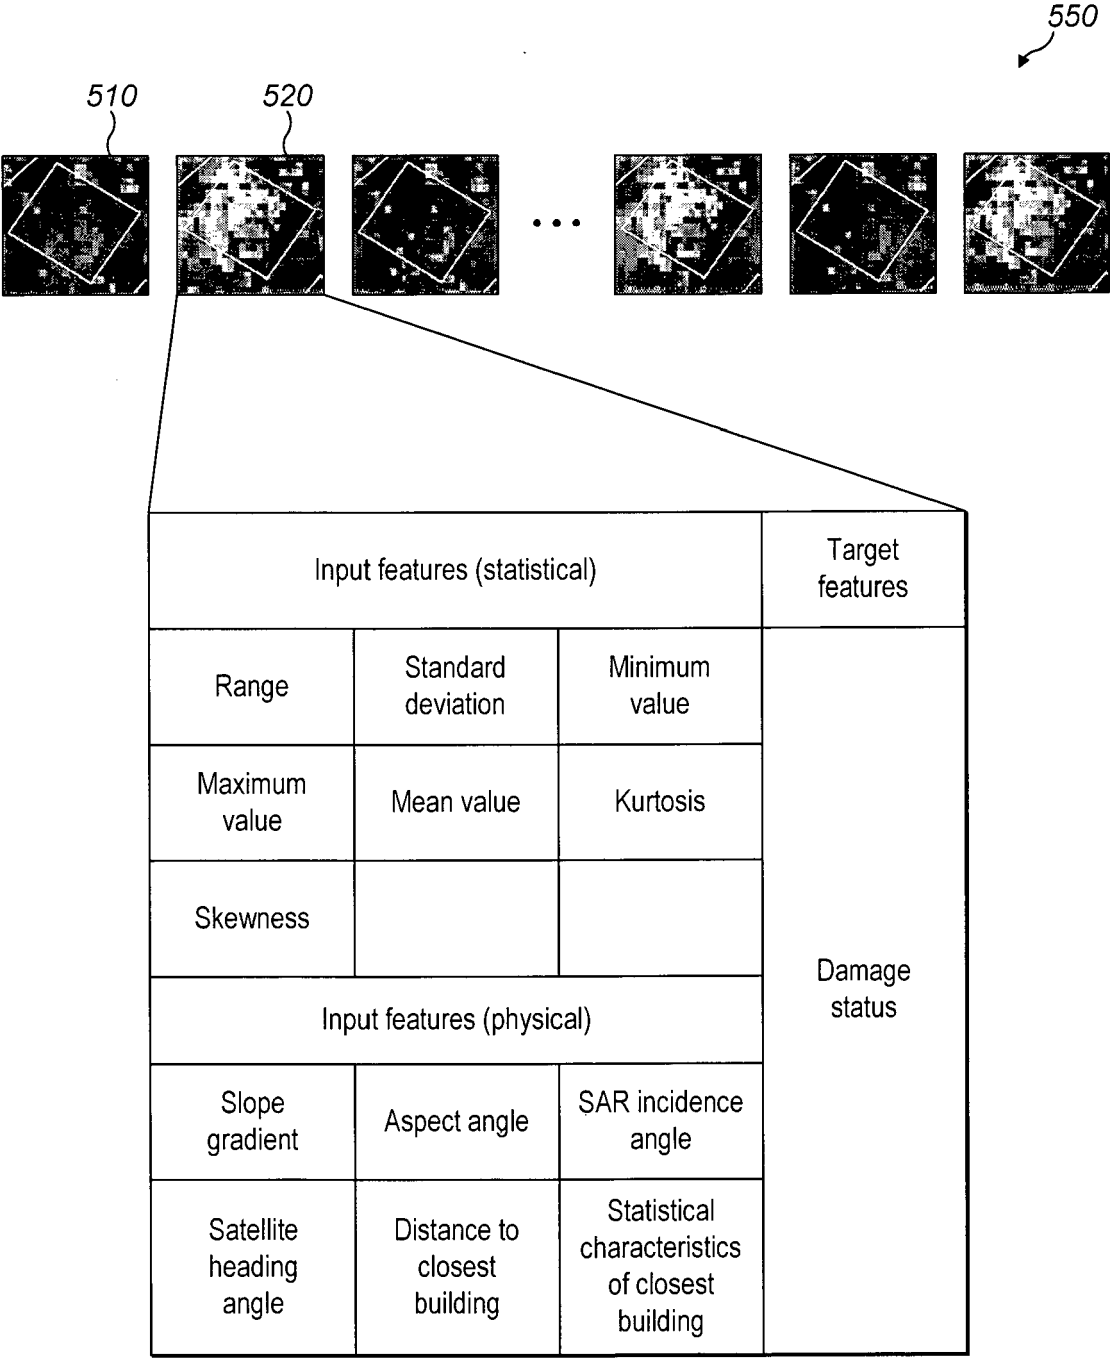 550
510
520
Input features (statistical)
Target
features
Range
Standard
deviation
Minimum
value
Maximum
value
Mean value
Kurtosis
Skewness
Damage
status
Input features (physical)
Slope
gradient
Aspect angle
SAR incidence
angle
Satellite
heading
angle
Distance to
closest
building
Statistical
characteristics
of closest
building